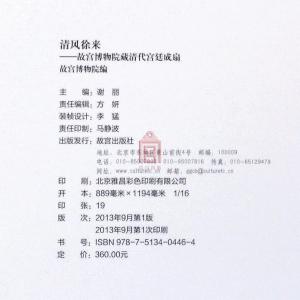 清风徐来
——故宫博物院藏清代宫廷成扇
故宫博物院编
主 编：谢 丽
责任编辑：方 妍
装帧设计：李 猛
责任印制：马静波
出版发行：故宫出版社
地址：北京市东城区景山前街4号 邮编：100009
电话：010-85007808 010-85007816 传真：010-65129479
网址：www.culturefc.cn 邮箱：ggcb@culturefc.cn
印 刷：北京雅昌彩色印刷有限公司
开 本：889毫米×1194毫米 1/16
印 张：19
版 次：2013年9月第1版
2013年9月第1次印刷
书 号：ISBN 978-7-5134-0446-4
定 价：360.00元